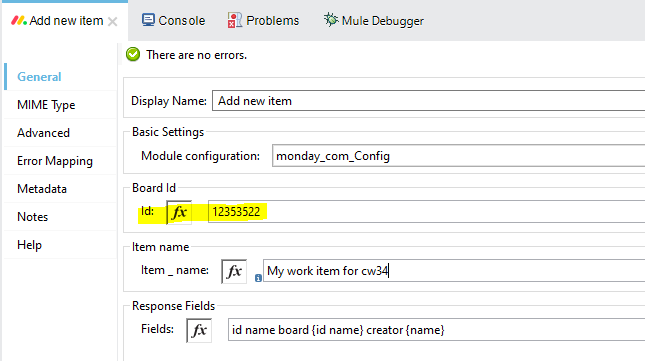 Add new item Console Problems Mule Debugger
There are no errors.
General
MIME Type
Advanced
Error Mapping
Metadata
Notes
Help
Display Name: Add new item
Basic Settings
Module configuration: monday_com_Config
Board Id
Id: fx 12353522
Item name
Item _ name: fx My work item for cw34
Response Fields
Fields: fx id name board {id name} creator {name}